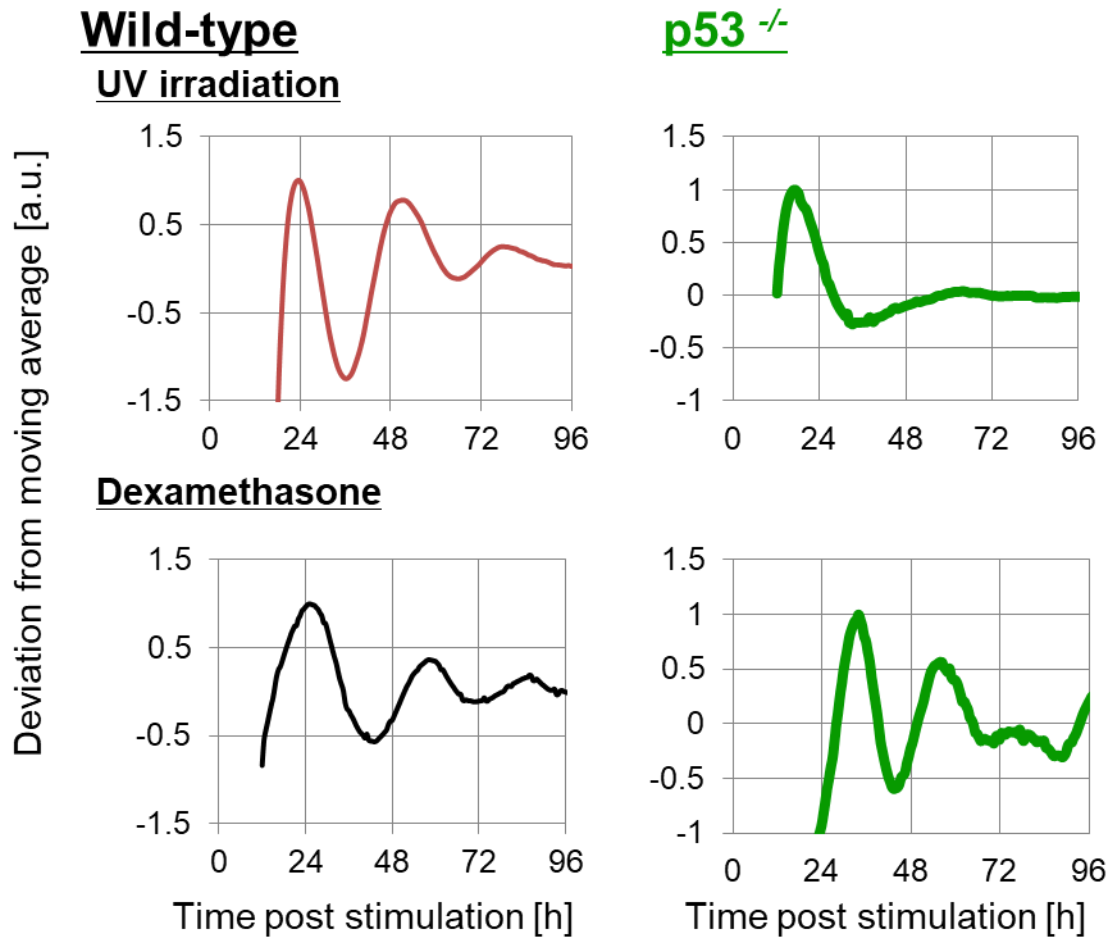 Wild-type
p53 -/-
UV irradiation
Deviation from moving average [a.u.]
1.5
0.5
-0.5
-1.5
0 24 48 72 96
1.5
1
0.5
0
-0.5
-1
0 24 48 72 96
Dexamethasone
1.5
0.5
-0.5
-1.5
0 24 48 72 96
Time post stimulation [h]
1.5
1
0.5
0
-0.5
-1
0 24 48 72 96
Time post stimulation [h]